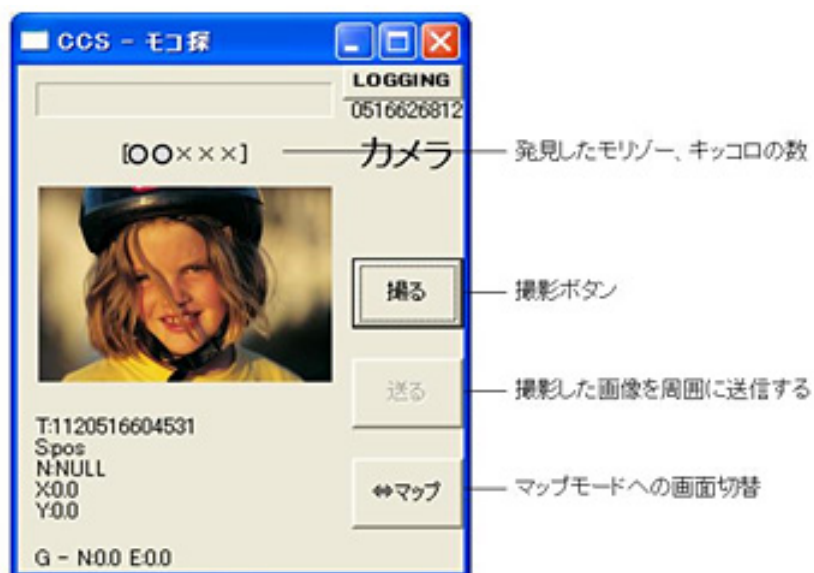 CCS - モコ探
LOGGING
0516626812
[○○×××]
カメラ
発見したモリゾー、キッコロの数
撮る
撮影ボタン
送る
撮影した画像を周囲に送信する
T:1120516604531
S:pos
N:NULL
X:0.0
Y:0.0
⇔マップ
マップモードへの画面切替
G - N:0.0 E:0.0